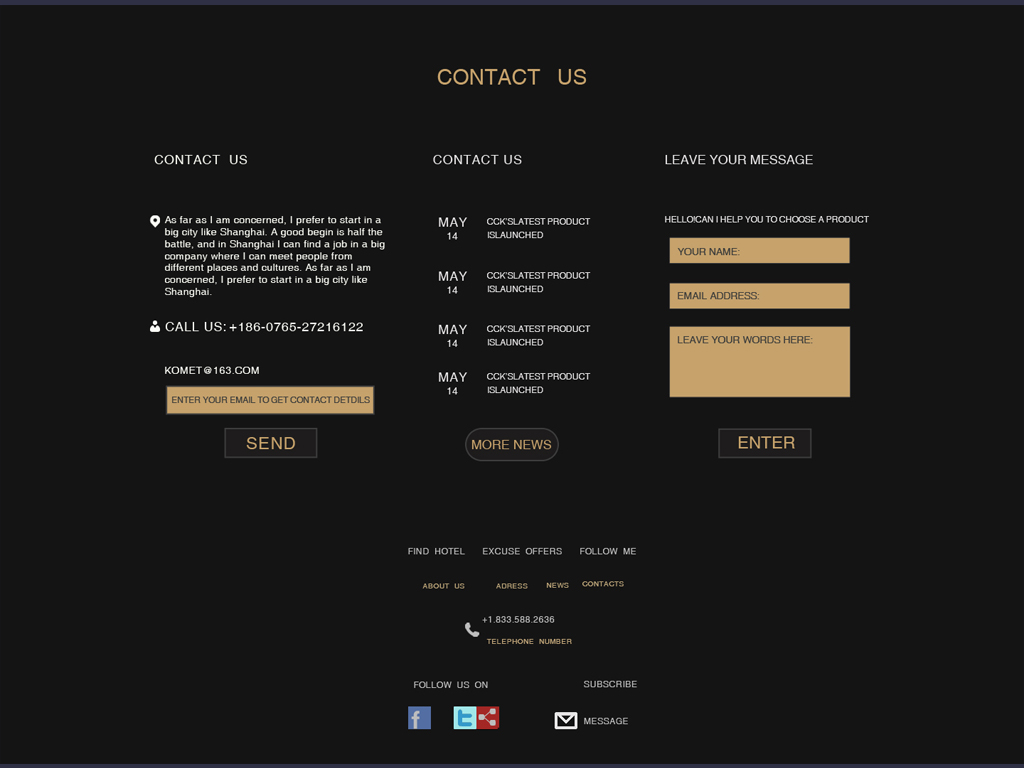 CONTACT US
CONTACT US
As far as I am concerned, I prefer to start in a
big city like Shanghai. A good begin is half the
battle, and in Shanghai I can find a job in a big
company where I can meet people from
different places and cultures. As far as I am
concerned, I prefer to start in a big city like
Shanghai.
CALL US: +186-0765-27216122
KOMET@163.COM
ENTER YOUR EMAIL TO GET CONTACT DETDILS
SEND
CONTACT US
MAY
14
CCK'SLATEST PRODUCT
ISLAUNCHED
MAY
14
CCK'SLATEST PRODUCT
ISLAUNCHED
MAY
14
CCK'SLATEST PRODUCT
ISLAUNCHED
MAY
14
CCK'SLATEST PRODUCT
ISLAUNCHED
MORE NEWS
LEAVE YOUR MESSAGE
HELLO!CAN I HELP YOU TO CHOOSE A PRODUCT
YOUR NAME:
EMAIL ADDRESS:
LEAVE YOUR WORDS HERE:
ENTER
FIND HOTEL EXCUSE OFFERS FOLLOW ME
ABOUT US ADRESS NEWS CONTACTS
+1.833.588.2636
TELEPHONE NUMBER
FOLLOW US ON
SUBSCRIBE
MESSAGE